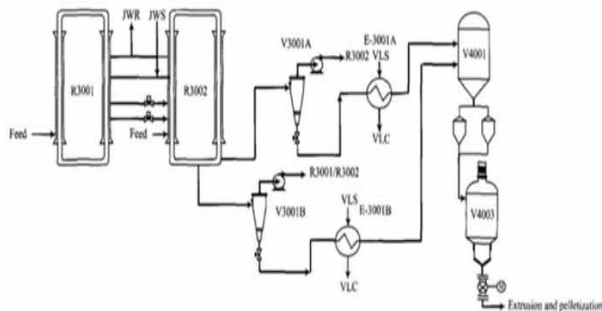 JWR JWS
V3001A
R3002
E-3001A
VLS
V4001
R3001
R3002
Feed
Feed
VLC
R3001/R3002
V3001B
VLS
E-3001B
VLC
V4003
Extrusion and pelletization